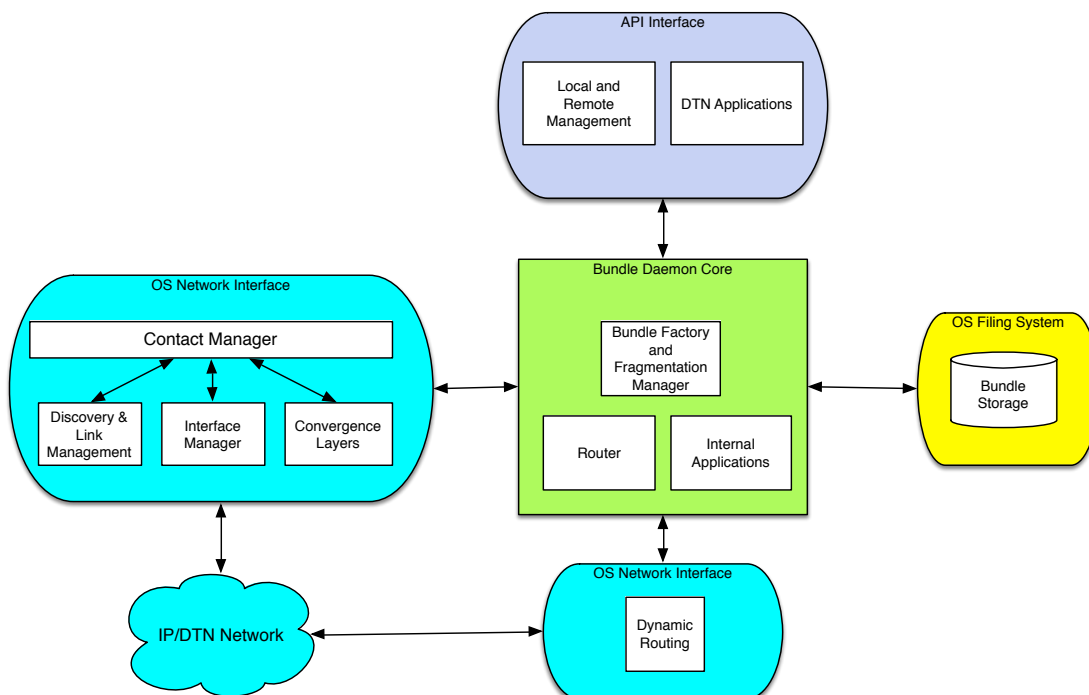 API Interface
Local and
Remote
Management
DTN Applications
Bundle Daemon Core
Bundle Factory
and
Fragmentation
Manager
Router
Internal
Applications
OS Network Interface
Contact Manager
Discovery &
Link
Management
Interface
Manager
Convergence
Layers
OS Filing System
Bundle
Storage
IP/DTN Network
OS Network Interface
Dynamic
Routing